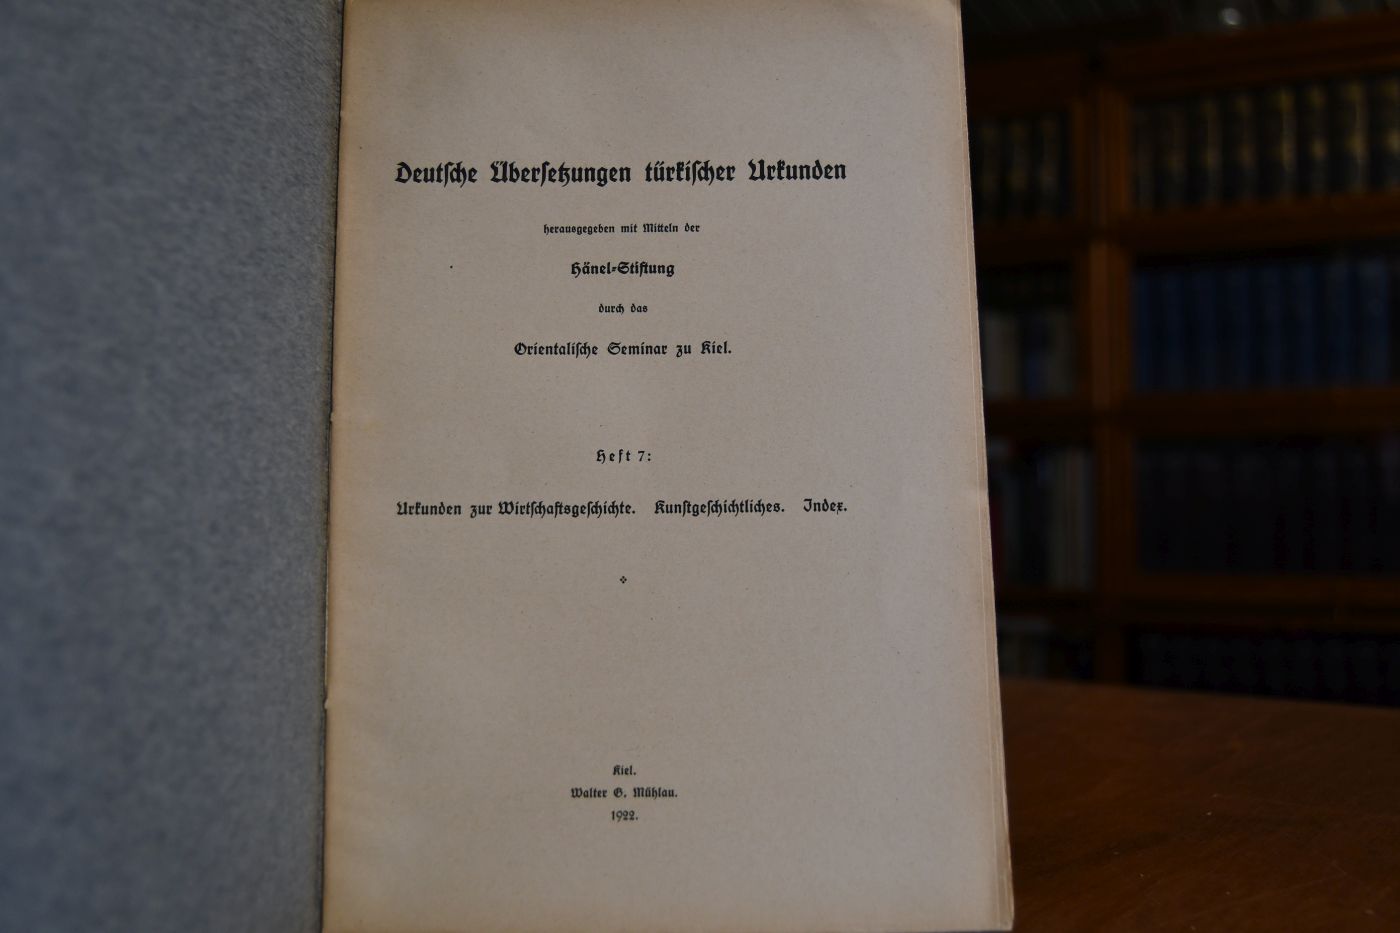 Deutsche Übersetzungen türkischer Urkunden
herausgegeben mit Mitteln der
Hänel-Stiftung
durch das
Orientalische Seminar zu Kiel.
Heft 7:
Urkunden zur Wirtschaftsgeschichte. Kunstgeschichtliches. Index.
Kiel.
Walter G. Mühlau.
1922.